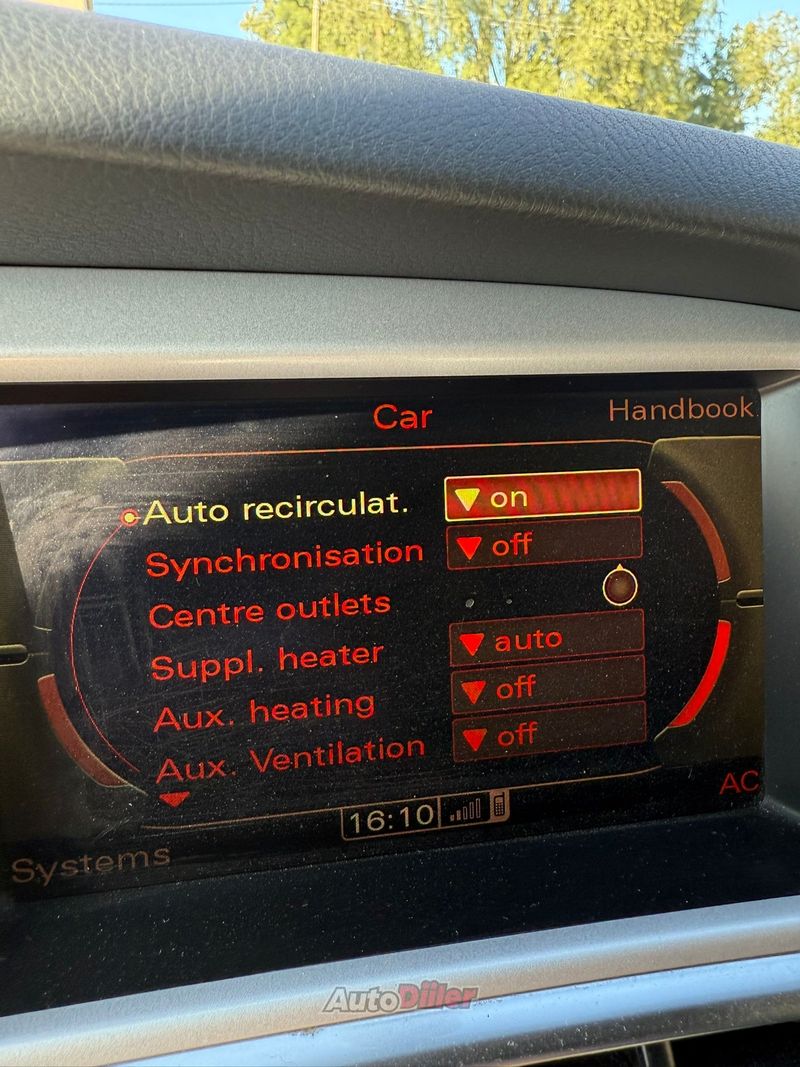 Car
Handbook
Auto recirculat. on
Synchronisation off
Centre outlets
Suppl. heater auto
Aux. heating off
Aux. Ventilation off
AC
16:10
Systems
AutoDiler